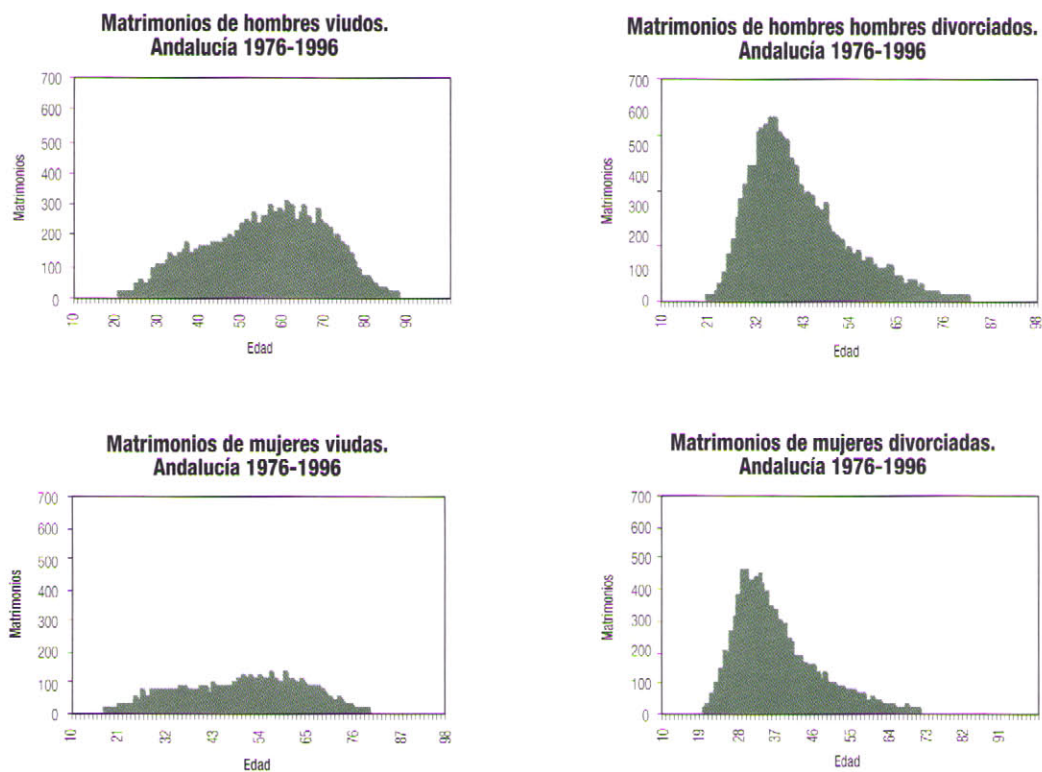 Matrimonios de hombres viudos.
Andalucía 1976-1996
700
600
500
400
300
200
100
0
Matrimonios
10 20 30 40 50 60 70 80 90
Edad
Matrimonios de hombres hombres divorciados.
Andalucía 1976-1996
700
600
500
400
300
200
100
0
Matrimonios
10 21 32 43 54 65 76 87 98
Edad
Matrimonios de mujeres viudas.
Andalucía 1976-1996
700
600
500
400
300
200
100
0
Matrimonios
10 21 32 43 54 65 76 87 98
Edad
Matrimonios de mujeres divorciadas.
Andalucía 1976-1996
700
600
500
400
300
200
100
0
Matrimonios
10 19 28 37 46 55 64 73 82 91
Edad